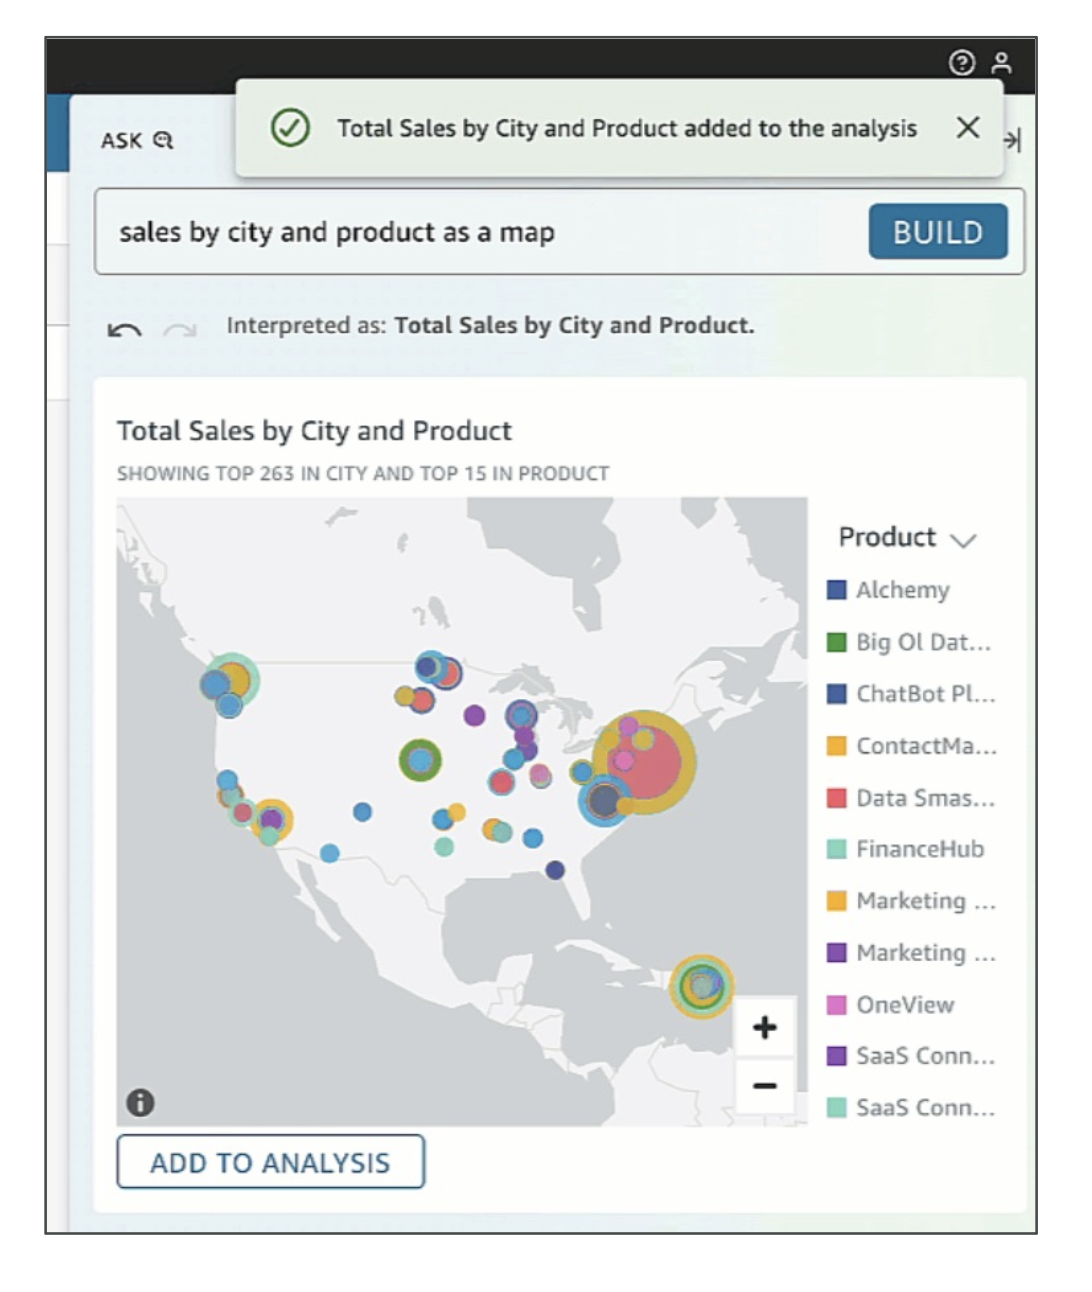 ASK
Total Sales by City and Product added to the analysis
sales by city and product as a map
BUILD
Interpreted as: Total Sales by City and Product.
Total Sales by City and Product
SHOWING TOP 263 IN CITY AND TOP 15 IN PRODUCT
Product
Alchemy
Big Ol Dat...
ChatBot Pl...
ContactMa...
Data Smas...
FinanceHub
Marketing ...
Marketing ...
OneView
SaaS Conn...
SaaS Conn...
+
−
ADD TO ANALYSIS